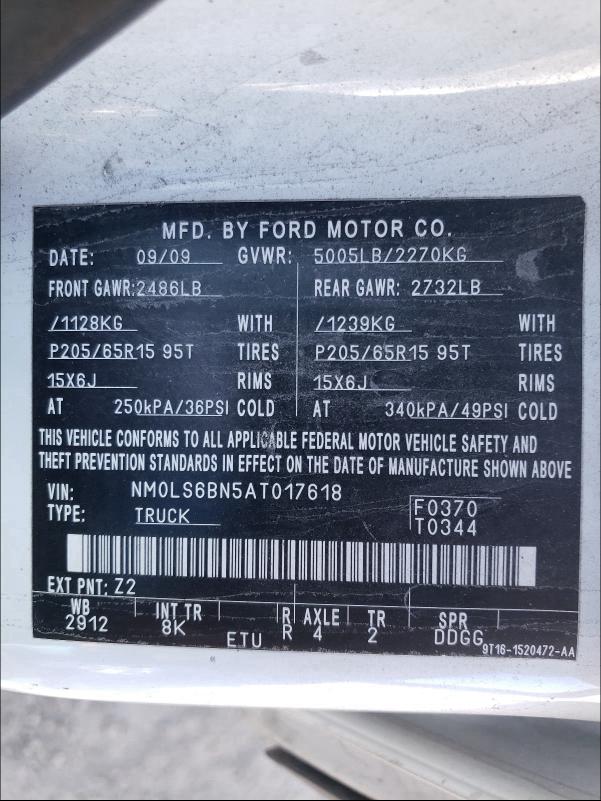 MFD. BY FORD MOTOR CO.
DATE: 09/09 GVWR: 5005LB/2270KG
FRONT GAWR:2486LB REAR GAWR: 2732LB
/1128KG WITH /1239KG WITH
P205/65R15 95T TIRES P205/65R15 95T TIRES
15X6J RIMS 15X6J RIMS
AT 250kPA/36PSI COLD AT 340kPA/49PSI COLD
THIS VEHICLE CONFORMS TO ALL APPLICABLE FEDERAL MOTOR VEHICLE SAFETY AND
THEFT PREVENTION STANDARDS IN EFFECT ON THE DATE OF MANUFACTURE SHOWN ABOVE
VIN: NM0LS6BN5AT017618
F0370
TYPE: TRUCK T0344
EXT PNT: Z2
WB INT TR R AXLE TR SPR
2912 8K ETU R 4 2 DDGG
9T16-1520472-AA